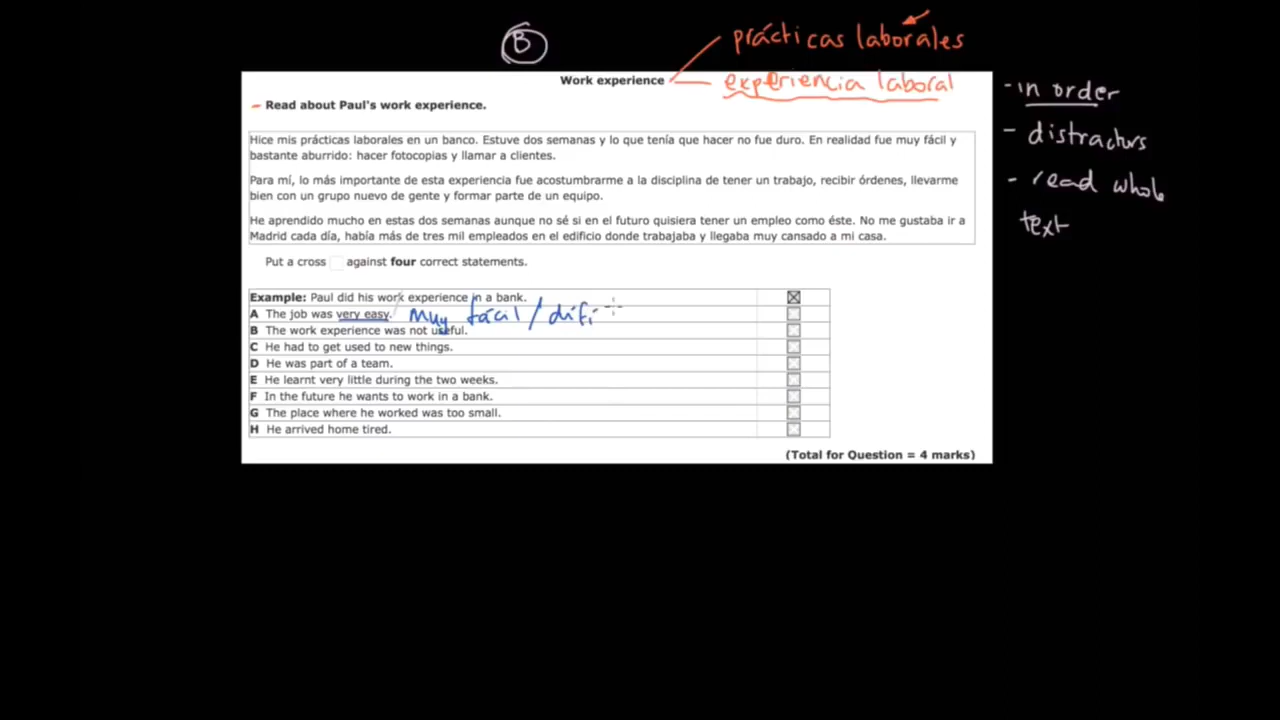 B
prácticas laborales
Work experience
experiencia laboral
- Read about Paul's work experience.
- in order
- distractors
- read whole
text
Hice mis prácticas laborales en un banco. Estuve dos semanas y lo que tenía que hacer no fue duro. En realidad fue muy fácil y
bastante aburrido: hacer fotocopias y llamar a clientes.
Para mí, lo más importante de esta experiencia fue acostumbrarme a la disciplina de tener un trabajo, recibir órdenes, llevarme
bien con un grupo nuevo de gente y formar parte de un equipo.
He aprendido mucho en estas dos semanas aunque no sé si en el futuro quisiera tener un empleo como éste. No me gustaba ir a
Madrid cada día, había más de tres mil empleados en el edificio donde trabajaba y llegaba muy cansado a mi casa.
Put a cross against four correct statements.
Example: Paul did his work experience in a bank.
A The job was very easy. Muy fácil / difi
B The work experience was not useful.
C He had to get used to new things.
D He was part of a team.
E He learnt very little during the two weeks.
F In the future he wants to work in a bank.
G The place where he worked was too small.
H He arrived home tired.
(Total for Question = 4 marks)